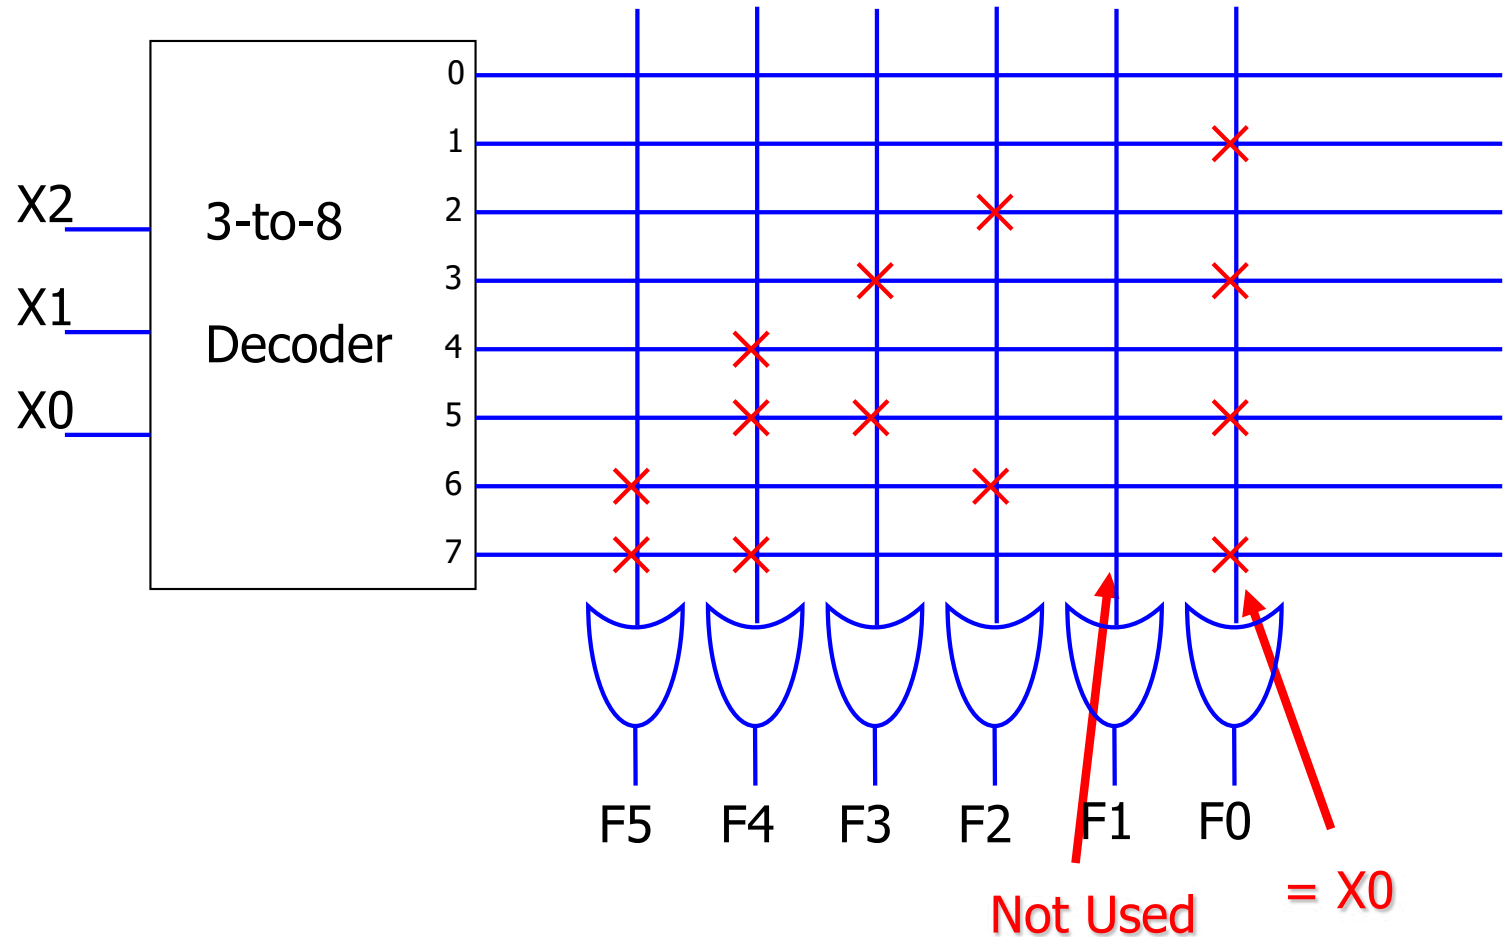 0
1
2
3
4
5
6
7
X2
X1
X0
3-to-8
Decoder
F5 F4 F3 F2 F1 F0
Not Used
= X0